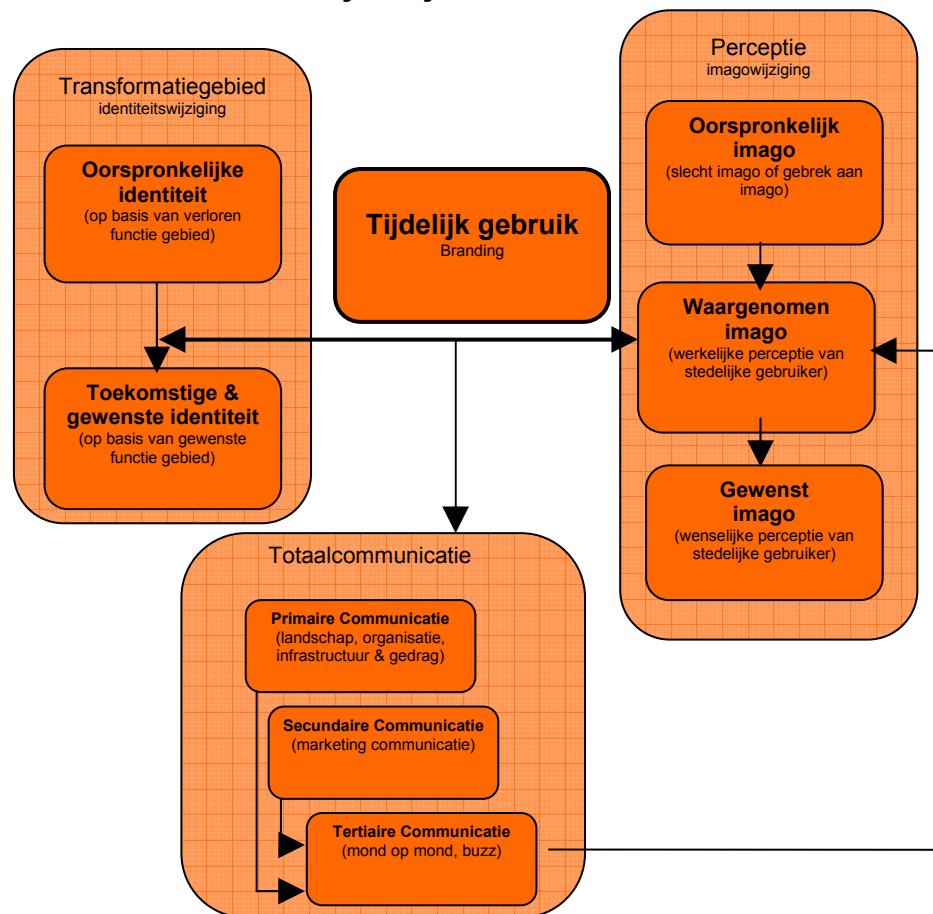 Transformatiegebied
identiteitswijziging
Oorspronkelijke
identiteit
(op basis van verloren
functie gebied)
Toekomstige &
gewenste identiteit
(op basis van gewenste
functie gebied)
Tijdelijk gebruik
Branding
Perceptie
imagowijziging
Oorspronkelijk
imago
(slecht imago of gebrek aan
imago)
Waargenomen
imago
(werkelijke perceptie van
stedelijke gebruiker)
Gewenst
imago
(wenselijke perceptie van
stedelijke gebruiker)
Totaalcommunicatie
Primaire Communicatie
(landschap, organisatie,
infrastructuur & gedrag)
Secundaire Communicatie
(marketing communicatie)
Tertiaire Communicatie
(mond op mond, buzz)